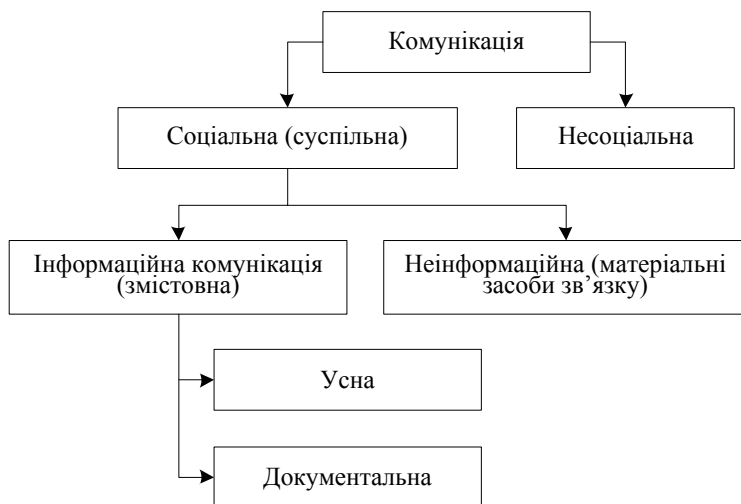 Комунікація
Соціальна (суспільна)
Несоціальна
Інформаційна комунікація
(змістовна)
Неінформаційна (матеріальні
засоби зв’язку)
Усна
Документальна